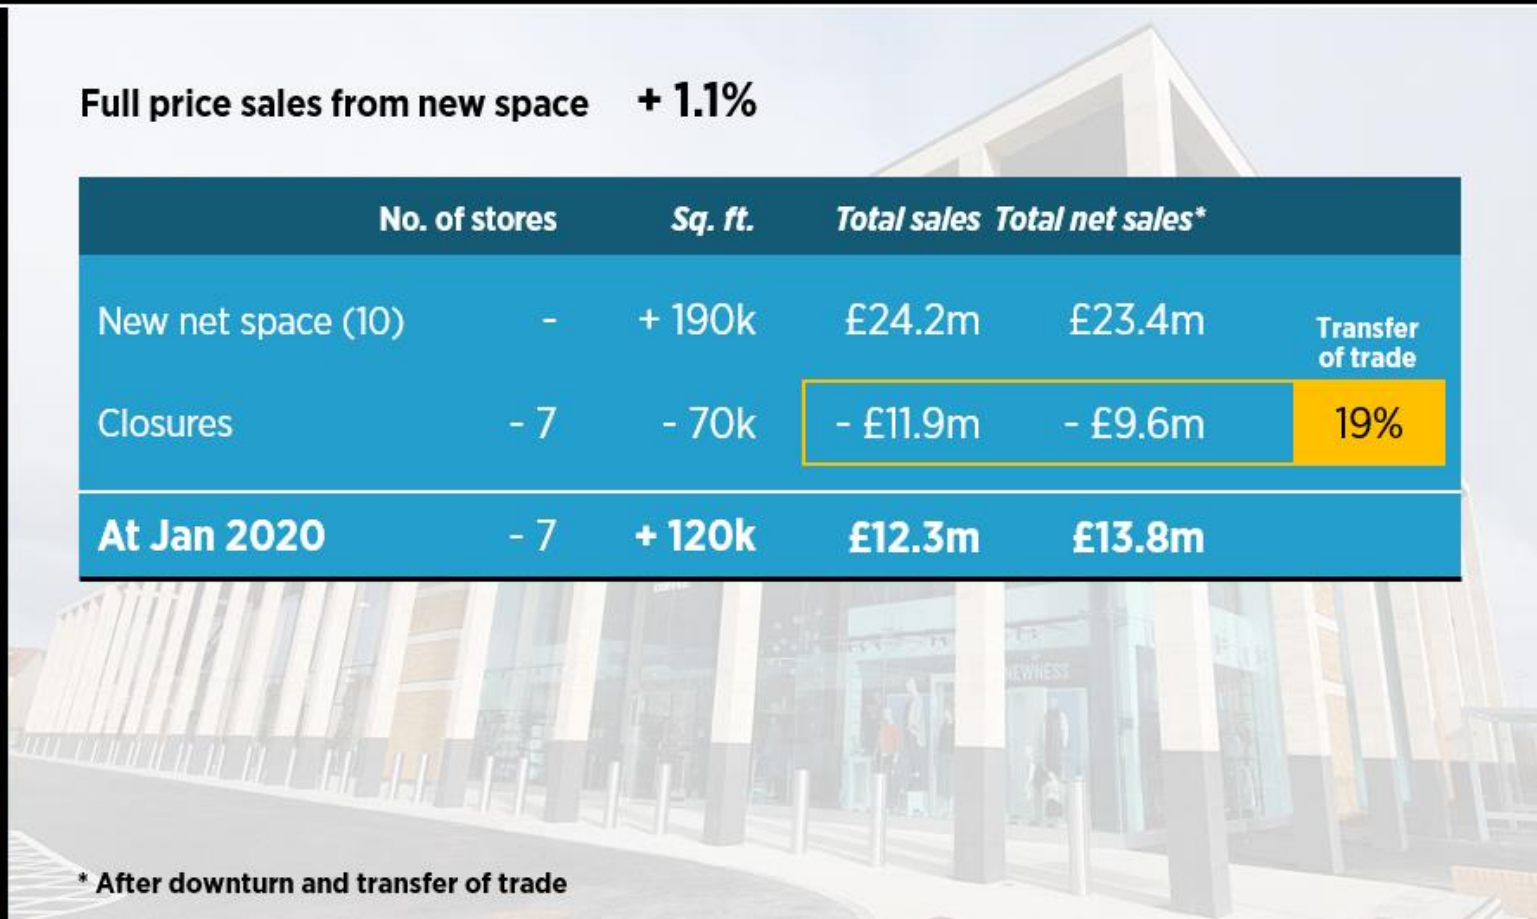 Full price sales from new space + 1.1%
No. of stores Sq. ft. Total sales Total net sales*
New net space (10) - + 190k £24.2m £23.4m
Transfer
of trade
Closures - 7 - 70k - £11.9m - £9.6m 19%
At Jan 2020 - 7 + 120k £12.3m £13.8m
NEWNESS
* After downturn and transfer of trade